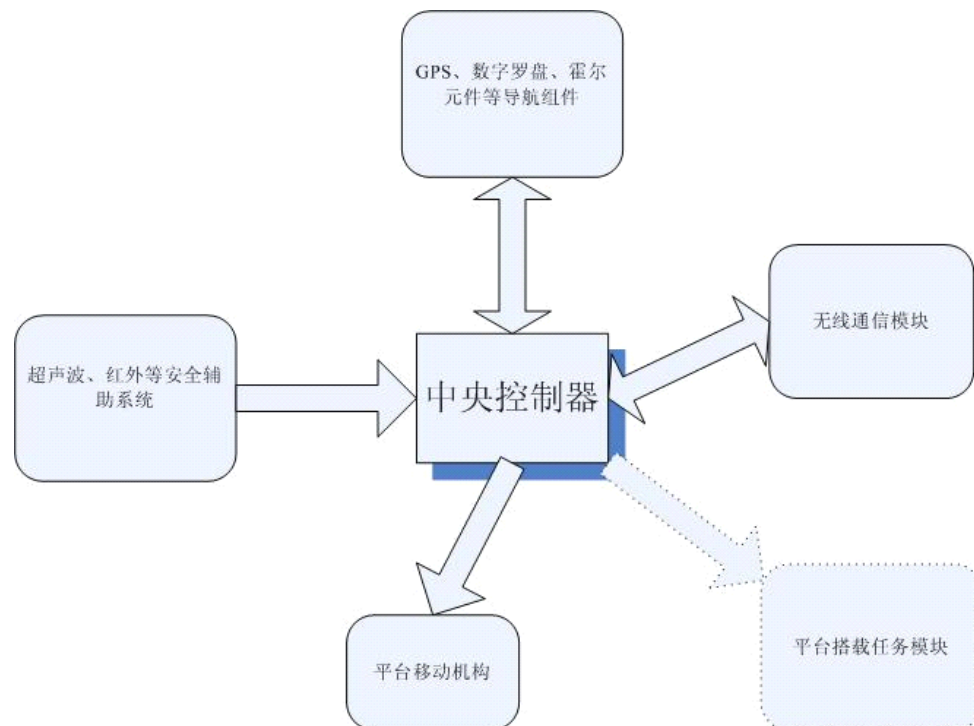 GPS、数字罗盘、霍尔
元件等导航组件
无线通信模块
超声波、红外等安全辅
助系统
中央控制器
平台搭载任务模块
平台移动机构